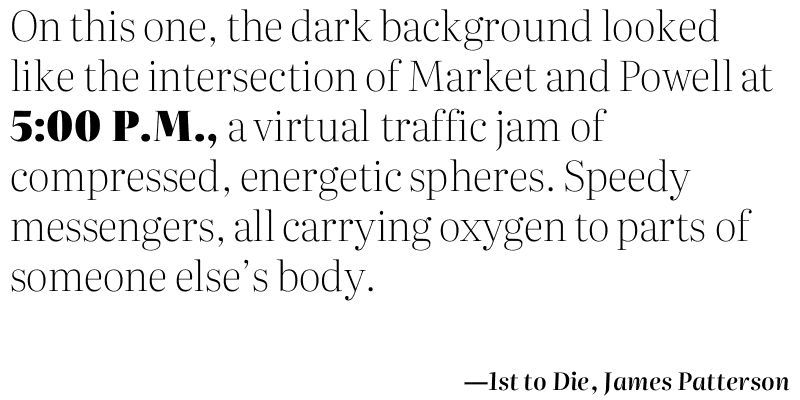 On this one, the dark background looked
like the intersection of Market and Powell at
5:00 P.M., a virtual traffic jam of
compressed, energetic spheres. Speedy
messengers, all carrying oxygen to parts of
someone else’s body.
—1st to Die, James Patterson